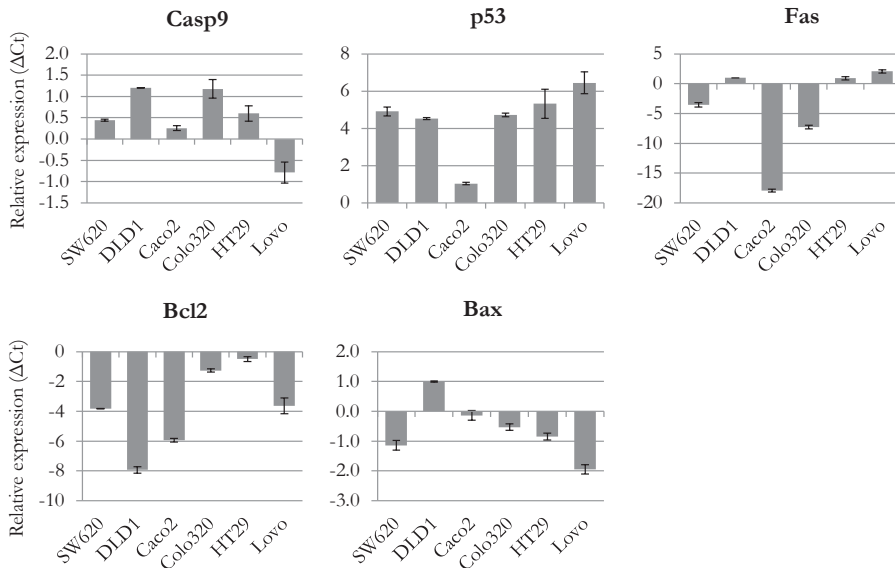 Casp9
Relative expression (ΔCt)
2.0
1.5
1.0
0.5
0.0
-0.5
-1.0
-1.5
SW620
DLD1
Caco2
Colo320
HT29
Lovo
p53
8
6
4
2
0
SW620
DLD1
Caco2
Colo320
HT29
Lovo
Fas
5
0
-5
-10
-15
-20
SW620
DLD1
Caco2
Colo320
HT29
Lovo
Bcl2
Relative expression (ΔCt)
0
-2
-4
-6
-8
-10
SW620
DLD1
Caco2
Colo320
HT29
Lovo
Bax
2.0
1.0
0.0
-1.0
-2.0
-3.0
SW620
DLD1
Caco2
Colo320
HT29
Lovo